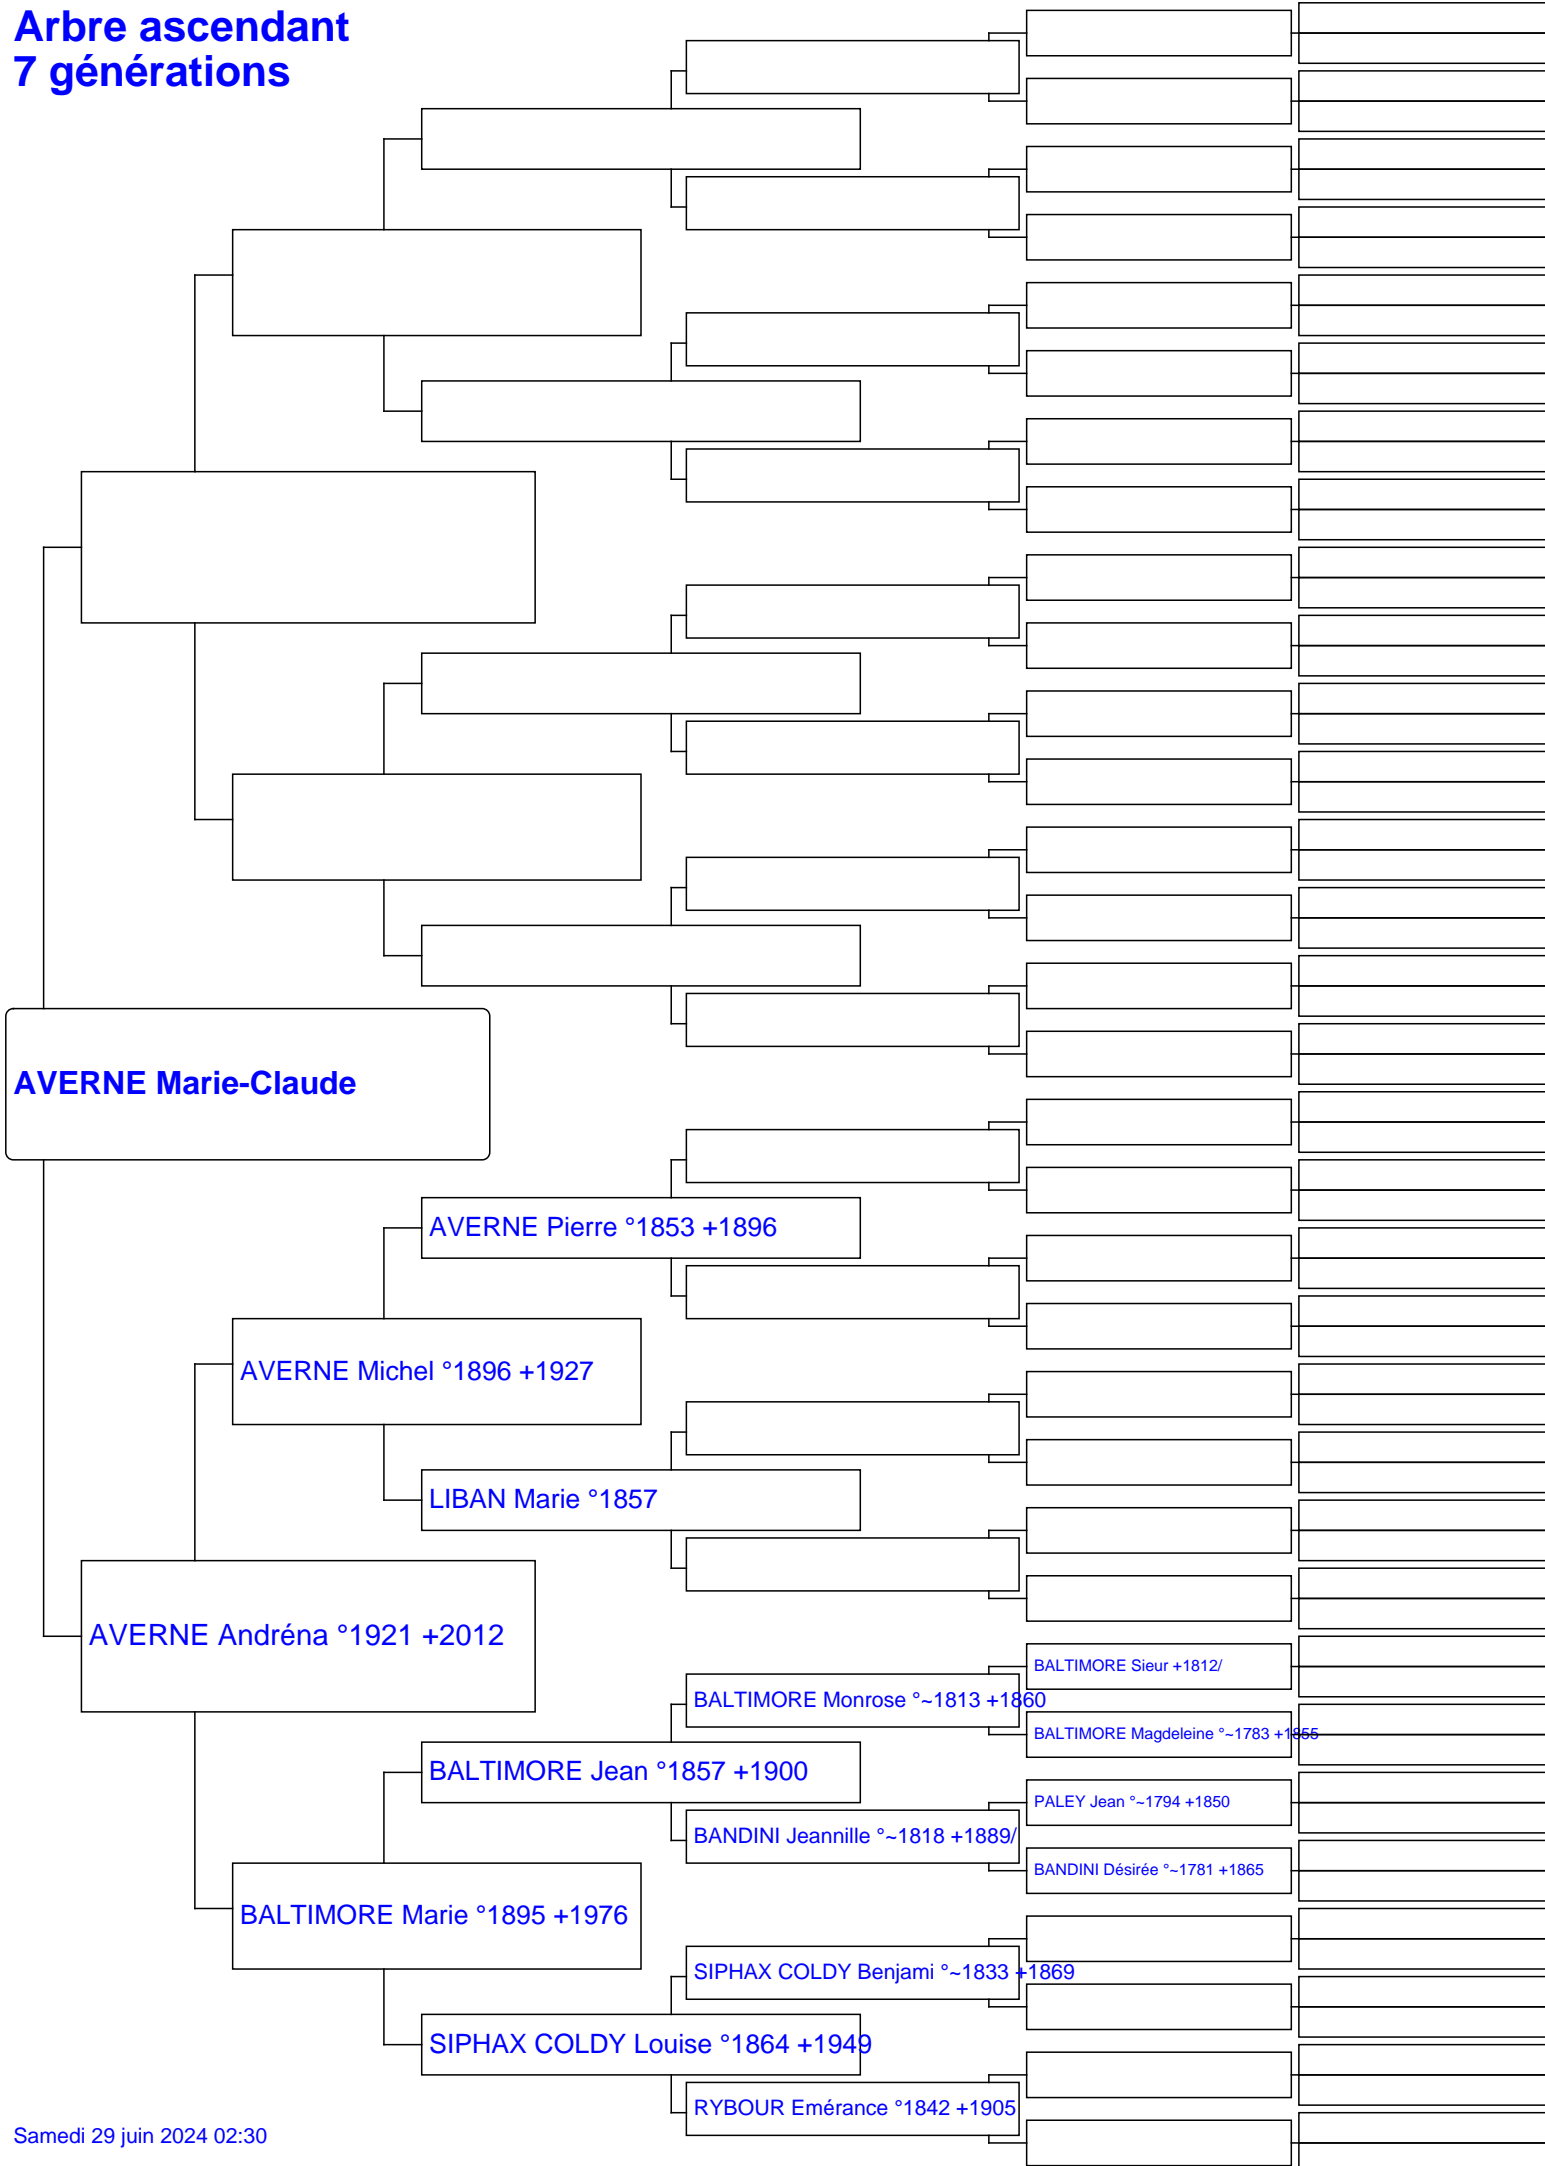 Arbre ascendant
7 générations
AVERNE Marie-Claude
AVERNE Pierre °1853 +1896
AVERNE Michel °1896 +1927
LIBAN Marie °1857
AVERNE Andréna °1921 +2012
BALTIMORE Sieur +1812/
BALTIMORE Monrose °~1813 +1860
BALTIMORE Magdeleine °~1783 +1855
BALTIMORE Jean °1857 +1900
PALEY Jean °~1794 +1850
BANDINI Jeannille °~1818 +1889/
BANDINI Désirée °~1781 +1865
BALTIMORE Marie °1895 +1976
SIPHAX COLDY Benjami °~1833 +1869
SIPHAX COLDY Louise °1864 +1949
RYBOUR Emérance °1842 +1905
Samedi 29 juin 2024 02:30